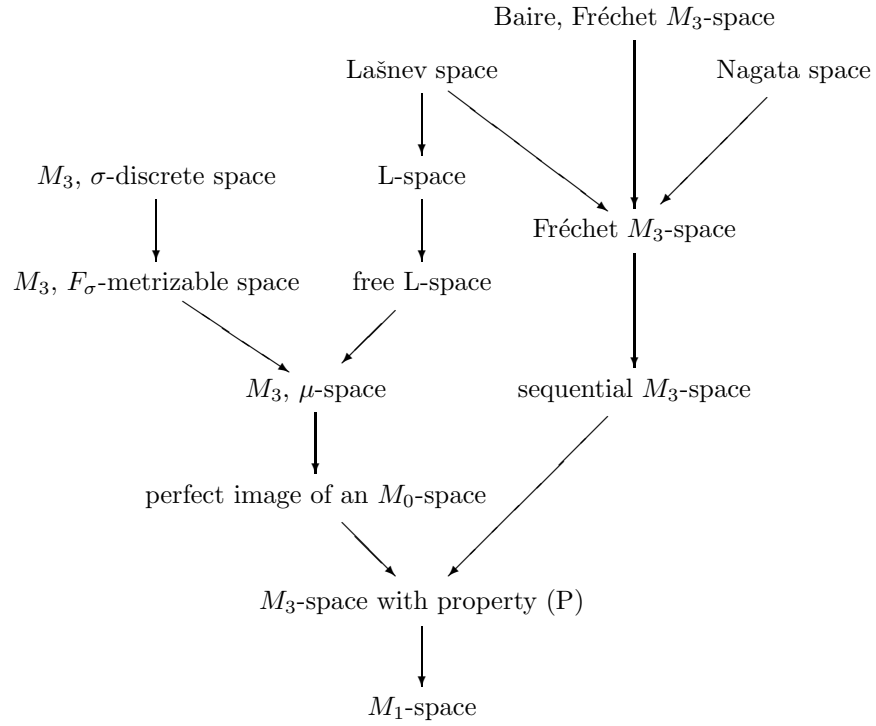 Baire, Fréchet M₃-space
Lašnev space
Nagata space
M₃, σ-discrete space
L-space
Fréchet M₃-space
M₃, F_σ-metrizable space
free L-space
M₃, μ-space
sequential M₃-space
perfect image of an M₀-space
M₃-space with property (P)
M₁-space